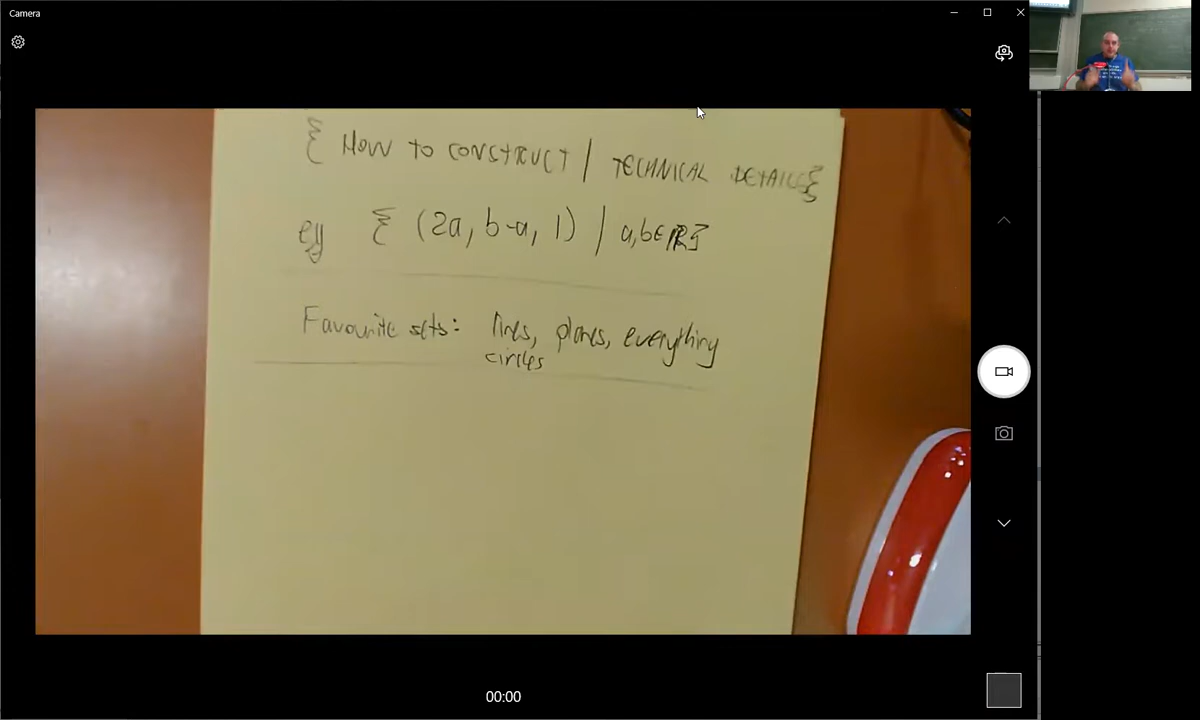 Camera
{ HOW TO CONSTRUCT / TECHNICAL DETAILS }
eg { (2a, b-a, 1) | a,b∈ℝ }
Favourite sets: lines, planes, everything
circles
00:00